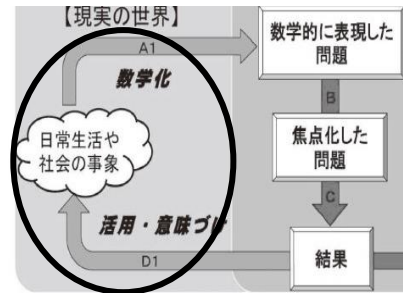 【現実の世界】
A1
数学化
数学的に表現した
問題
B
日常生活や
社会の事象
焦点化した
問題
C
活用・意味づけ
D1
結果